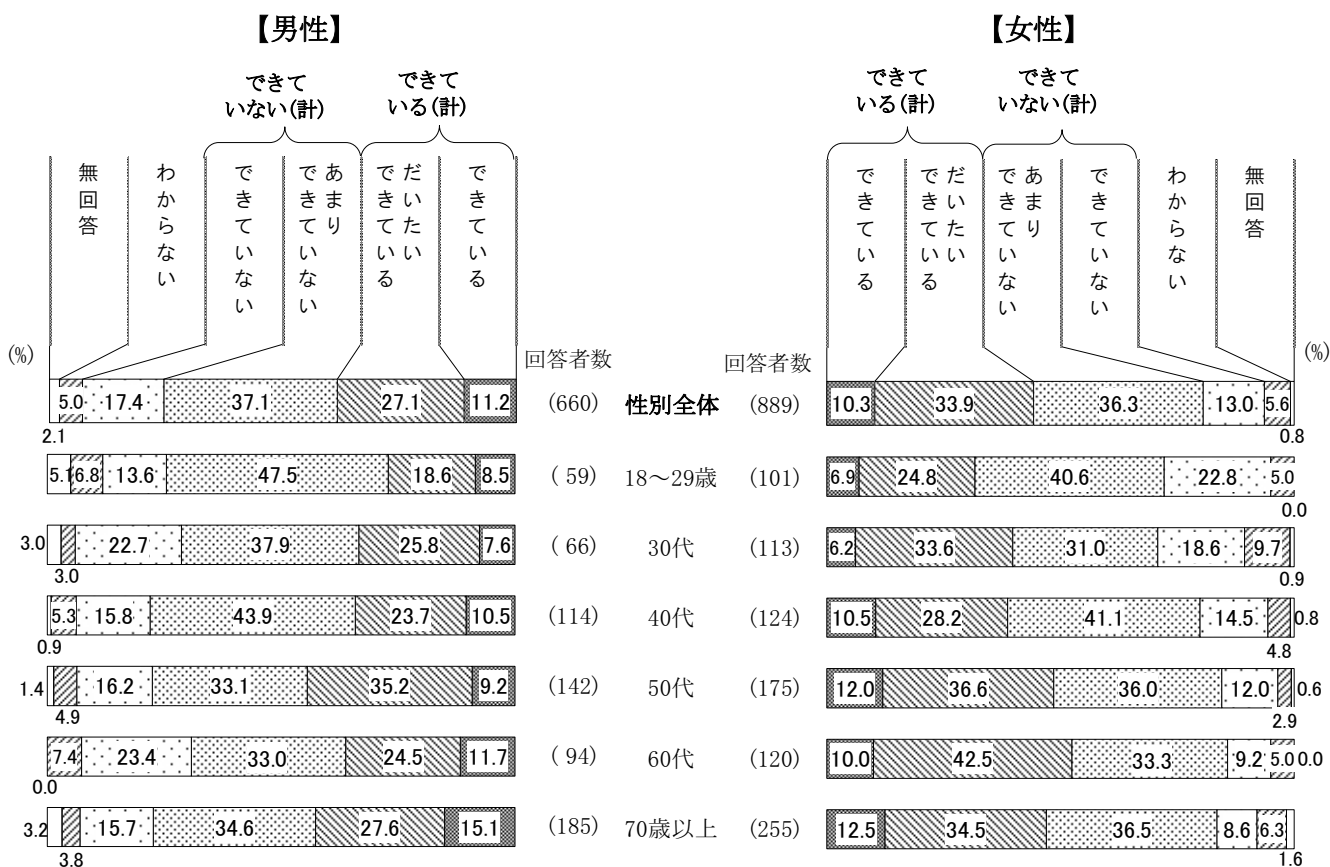 【男性】 【女性】
できて
いない(計)
できて
いる(計)
できて
いる(計)
できて
いない(計)
無回答
わからない
できていない
あまり
できていない
だいたい
できている
できている
できている
だいたい
できている
あまり
できていない
できていない
わからない
無回答
(%) 回答者数 回答者数 (%)
5.0 17.4 37.1 27.1 11.2 (660) 性別全体 (889) 10.3 33.9 36.3 13.0 5.6
2.1 0.8
5.1 6.8 13.6 47.5 18.6 8.5 ( 59) 18～29歳 (101) 6.9 24.8 40.6 22.8 5.0
0.0
3.0 22.7 37.9 25.8 7.6 ( 66) 30代 (113) 6.2 33.6 31.0 18.6 9.7
3.0 0.9
5.3 15.8 43.9 23.7 10.5 (114) 40代 (124) 10.5 28.2 41.1 14.5 0.8
0.9 4.8
1.4 16.2 33.1 35.2 9.2 (142) 50代 (175) 12.0 36.6 36.0 12.0 0.6
4.9 2.9
7.4 23.4 33.0 24.5 11.7 ( 94) 60代 (120) 10.0 42.5 33.3 9.2 5.0 0.0
0.0
3.2 15.7 34.6 27.6 15.1 (185) 70歳以上 (255) 12.5 34.5 36.5 8.6 6.3
3.8 1.6